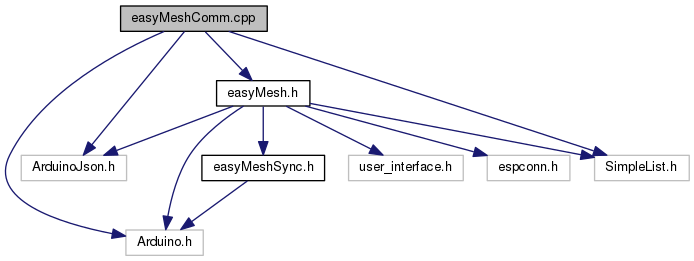 easyMeshComm.cpp
easyMesh.h
ArduinoJson.h
easyMeshSync.h
user_interface.h
espconn.h
SimpleList.h
Arduino.h